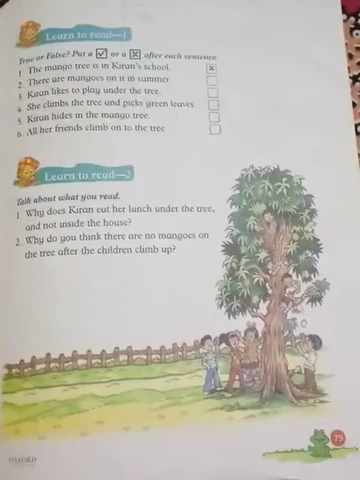 Learn to read—1
True or False? Put a ✓ or a ✗ after each sentence.
1 The mango tree is in Kiran's school. ✗
2. There are mangoes on it in summer.
3. Kiran likes to play under the tree.
4. She climbs the tree and picks green leaves.
5. Kiran hides in the mango tree.
6. All her friends climb on to the tree.
Learn to read—2
Talk about what you read.
1 Why does Kiran eat her lunch under the tree,
and not inside the house?
2. Why do you think there are no mangoes on
the tree after the children climb up?
79
OXFORD